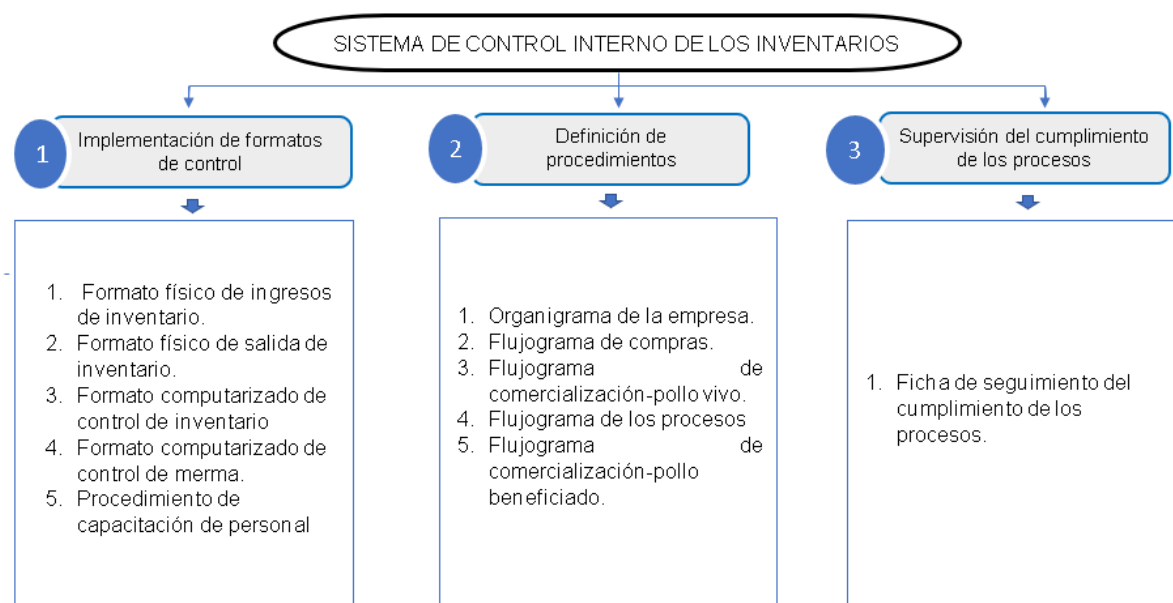 SISTEMA DE CONTROL INTERNO DE LOS INVENTARIOS
1
Implementación de formatos
de control
1. Formato físico de ingresos
de inventario.
2. Formato físico de salida de
inventario.
3. Formato computarizado de
control de inventario
4. Formato computarizado de
control de merma.
5. Procedimiento de
capacitación de personal
2
Definición de
procedimientos
1. Organigrama de la empresa.
2. Flujograma de compras.
3. Flujograma de
comercialización-pollo vivo.
4. Flujograma de los procesos
5. Flujograma de
comercialización-pollo
beneficiado.
3
Supervisión del cumplimiento
de los procesos
1. Ficha de seguimiento del
cumplimiento de los
procesos.